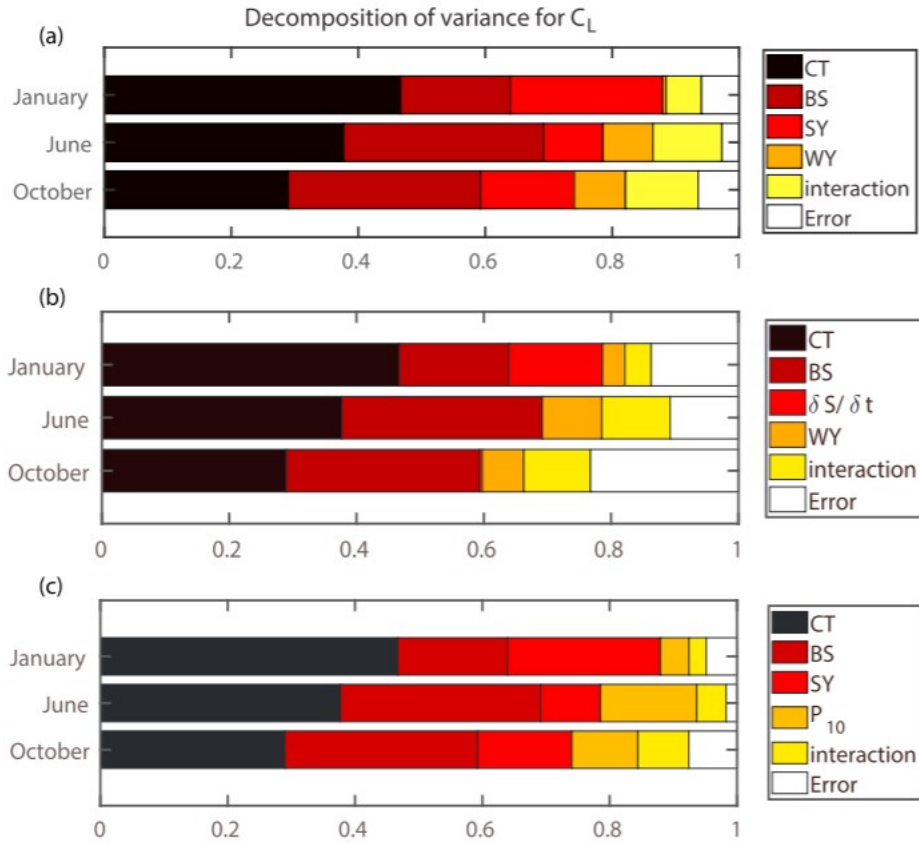 Decomposition of variance for C_L
(a)
January
June
October
0 0.2 0.4 0.6 0.8 1
CT
BS
SY
WY
interaction
Error
(b)
January
June
October
0 0.2 0.4 0.6 0.8 1
CT
BS
δ S/ δ t
WY
interaction
Error
(c)
January
June
October
0 0.2 0.4 0.6 0.8 1
CT
BS
SY
P_10
interaction
Error